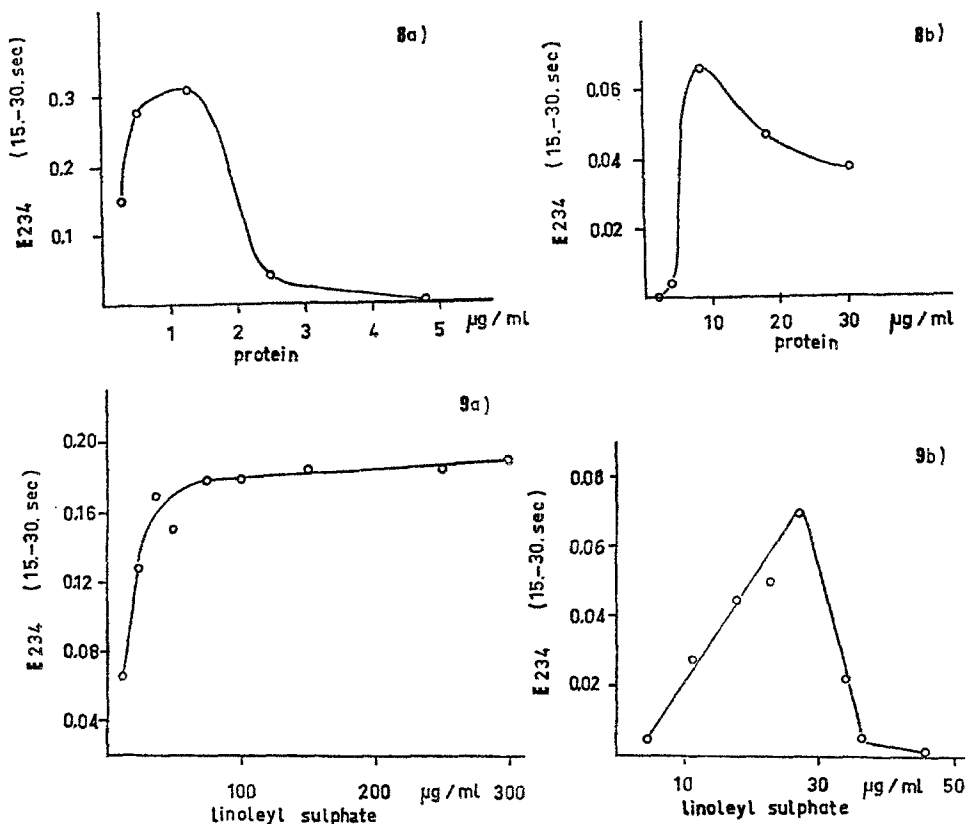 8a)
E234 (15.-30. sec)
0.3
0.2
0.1
1 2 3 4 5 µg/ml
protein
8b)
E234 (15.-30. sec)
0.06
0.04
0.02
10 20 30 µg/ml
protein
9a)
E234 (15.-30. sec)
0.20
0.16
0.12
0.08
0.04
100 200 µg/ml 300
linoleyl sulphate
9b)
E234 (15.-30. sec)
0.08
0.06
0.04
0.02
10 30 µg/ml 50
linoleyl sulphate